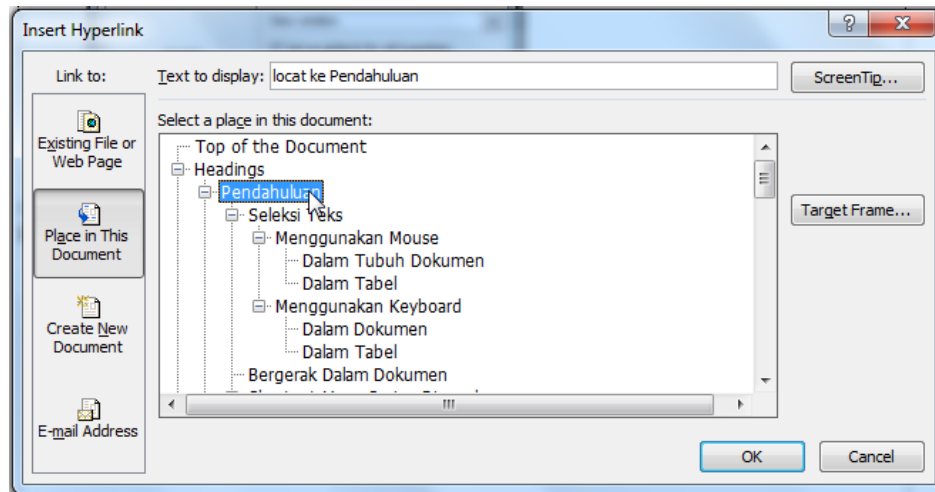 Insert Hyperlink
Link to:
Text to display: locat ke Pendahuluan
ScreenTip...
Select a place in this document:
Existing File or
Web Page
Place in This
Document
Create New
Document
E-mail Address
Top of the Document
Headings
Pendahuluan
Seleksi Teks
Menggunakan Mouse
Dalam Tubuh Dokumen
Dalam Tabel
Menggunakan Keyboard
Dalam Dokumen
Dalam Tabel
Bergerak Dalam Dokumen
Target Frame...
OK
Cancel